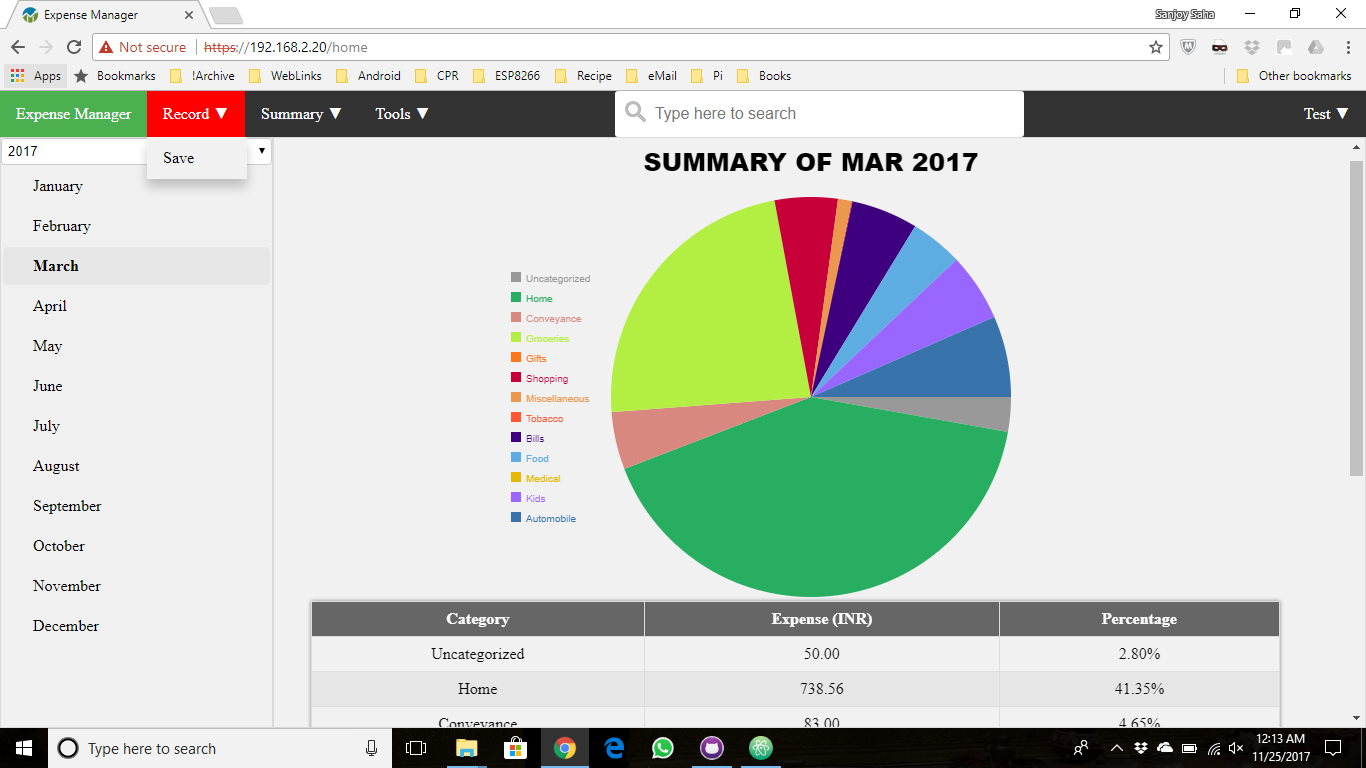 Expense Manager
Sanjoy Saha
Not secure https://192.168.2.20/home
Apps Bookmarks !Archive WebLinks Android CPR ESP8266 Recipe eMail Pi Books Other bookmarks
Expense Manager Record ▼ Summary ▼ Tools ▼ Type here to search Test ▼
2017
Save
January
February
March
April
May
June
July
August
September
October
November
December
SUMMARY OF MAR 2017
Uncategorized
Home
Conveyance
Groceries
Gifts
Shopping
Miscellaneous
Tobacco
Bills
Food
Medical
Kids
Automobile
Category Expense (INR) Percentage
Uncategorized 50.00 2.80%
Home 738.56 41.35%
Conveyance 83.00 4.65%
Type here to search
12:13 AM
11/25/2017